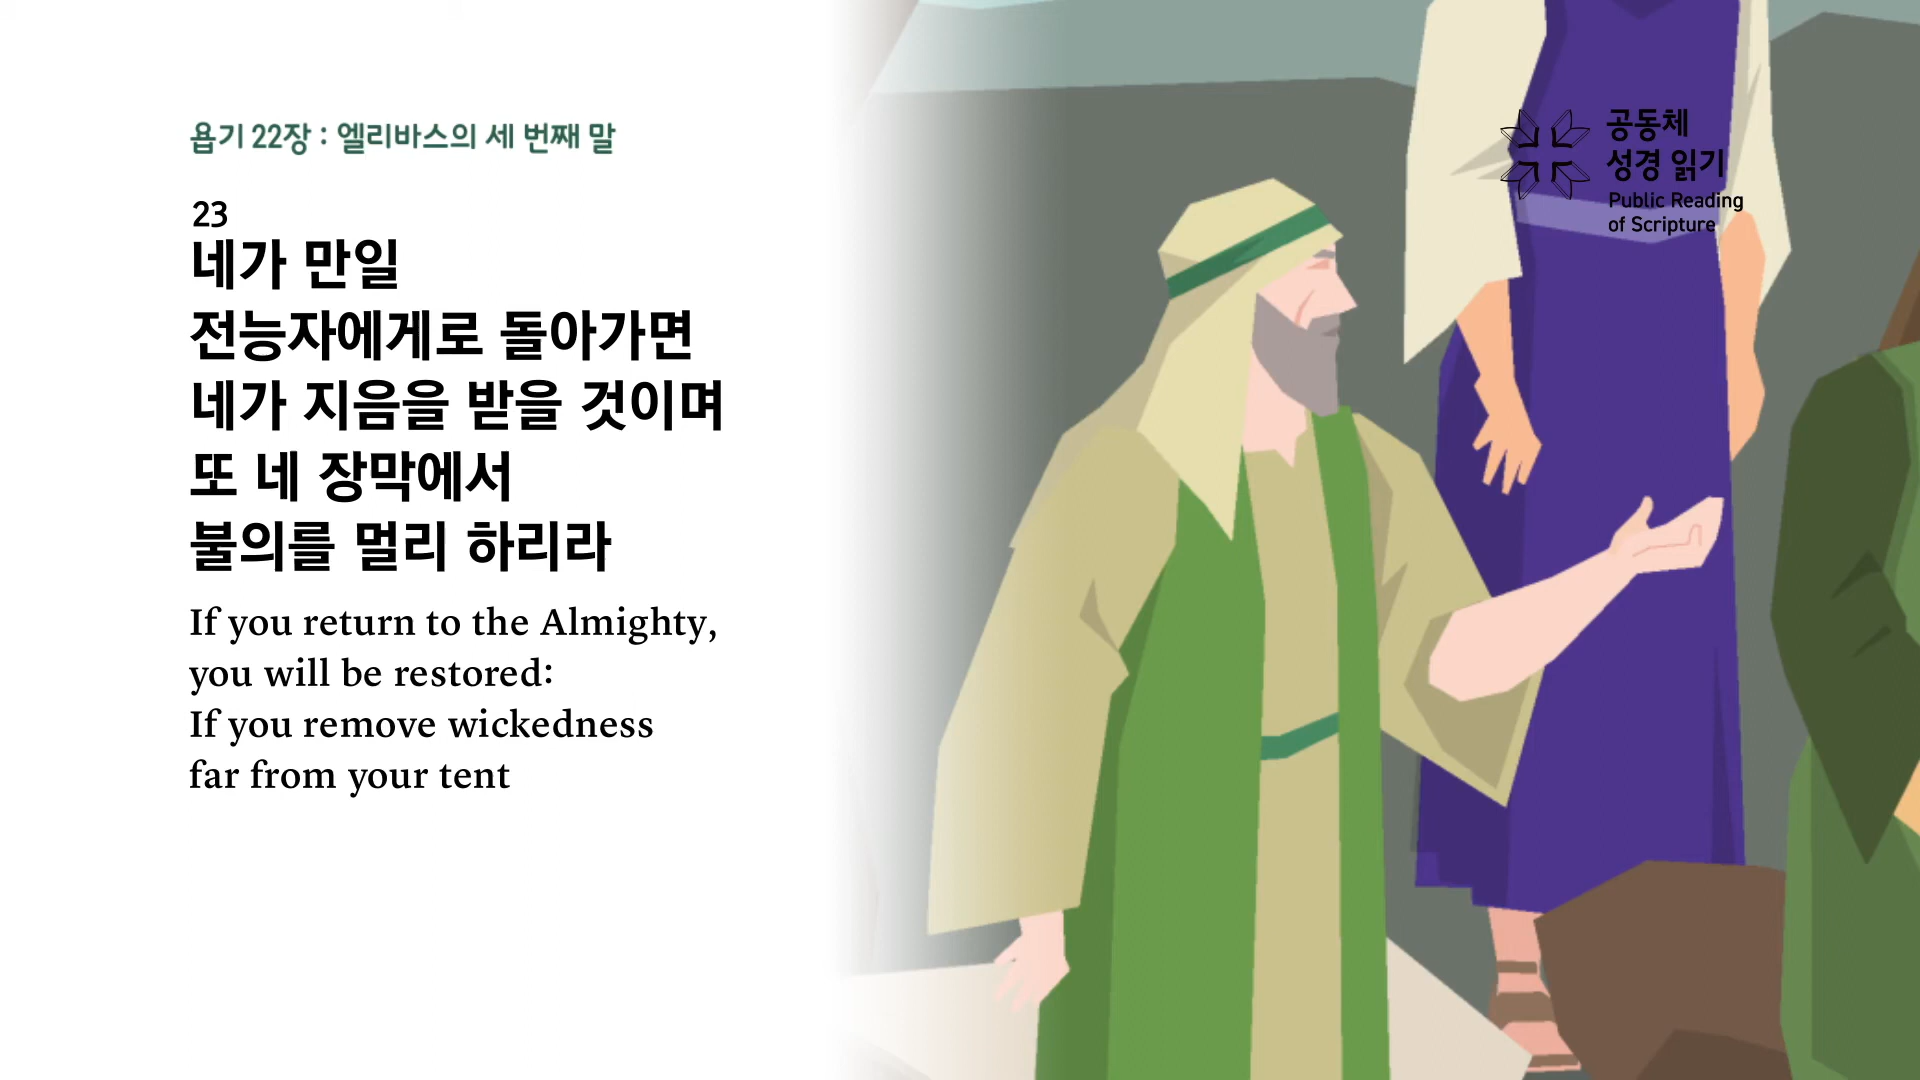 욥기 22장 : 엘리바스의 세 번째 말
23
네가 만일
전능자에게로 돌아가면
네가 지음을 받을 것이며
또 네 장막에서
불의를 멀리 하리라
If you return to the Almighty,
you will be restored:
If you remove wickedness
far from your tent
공동체
성경 읽기
Public Reading
of Scripture